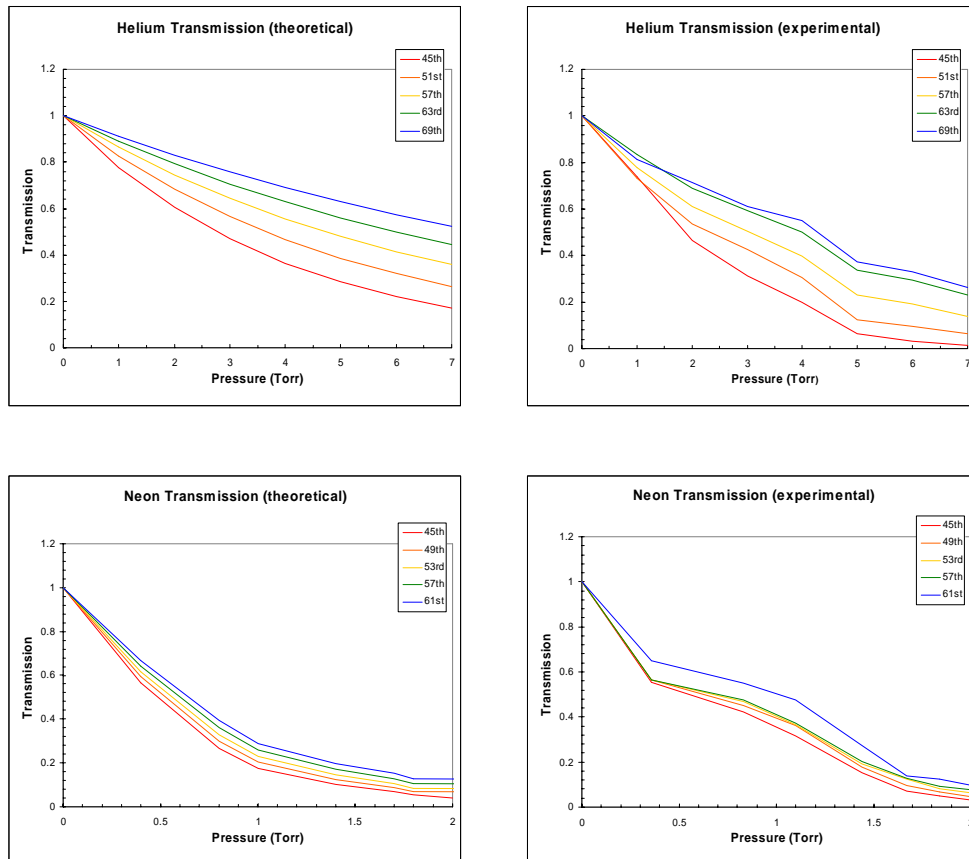 Helium Transmission (theoretical)
45th
51st
57th
63rd
69th
1.2
1
0.8
0.6
0.4
0.2
0
Transmission
0 1 2 3 4 5 6 7
Pressure (Torr)
Helium Transmission (experimental)
45th
51st
57th
63rd
69th
1.2
1
0.8
0.6
0.4
0.2
0
Transmission
0 1 2 3 4 5 6 7
Pressure (Torr)
Neon Transmission (theoretical)
45th
49th
53rd
57th
61st
1.2
1
0.8
0.6
0.4
0.2
0
Transmission
0 0.5 1 1.5 2
Pressure (Torr)
Neon Transmission (experimental)
45th
49th
53rd
57th
61st
1.2
1
0.8
0.6
0.4
0.2
0
Transmission
0 0.5 1 1.5
Pressure (Torr)